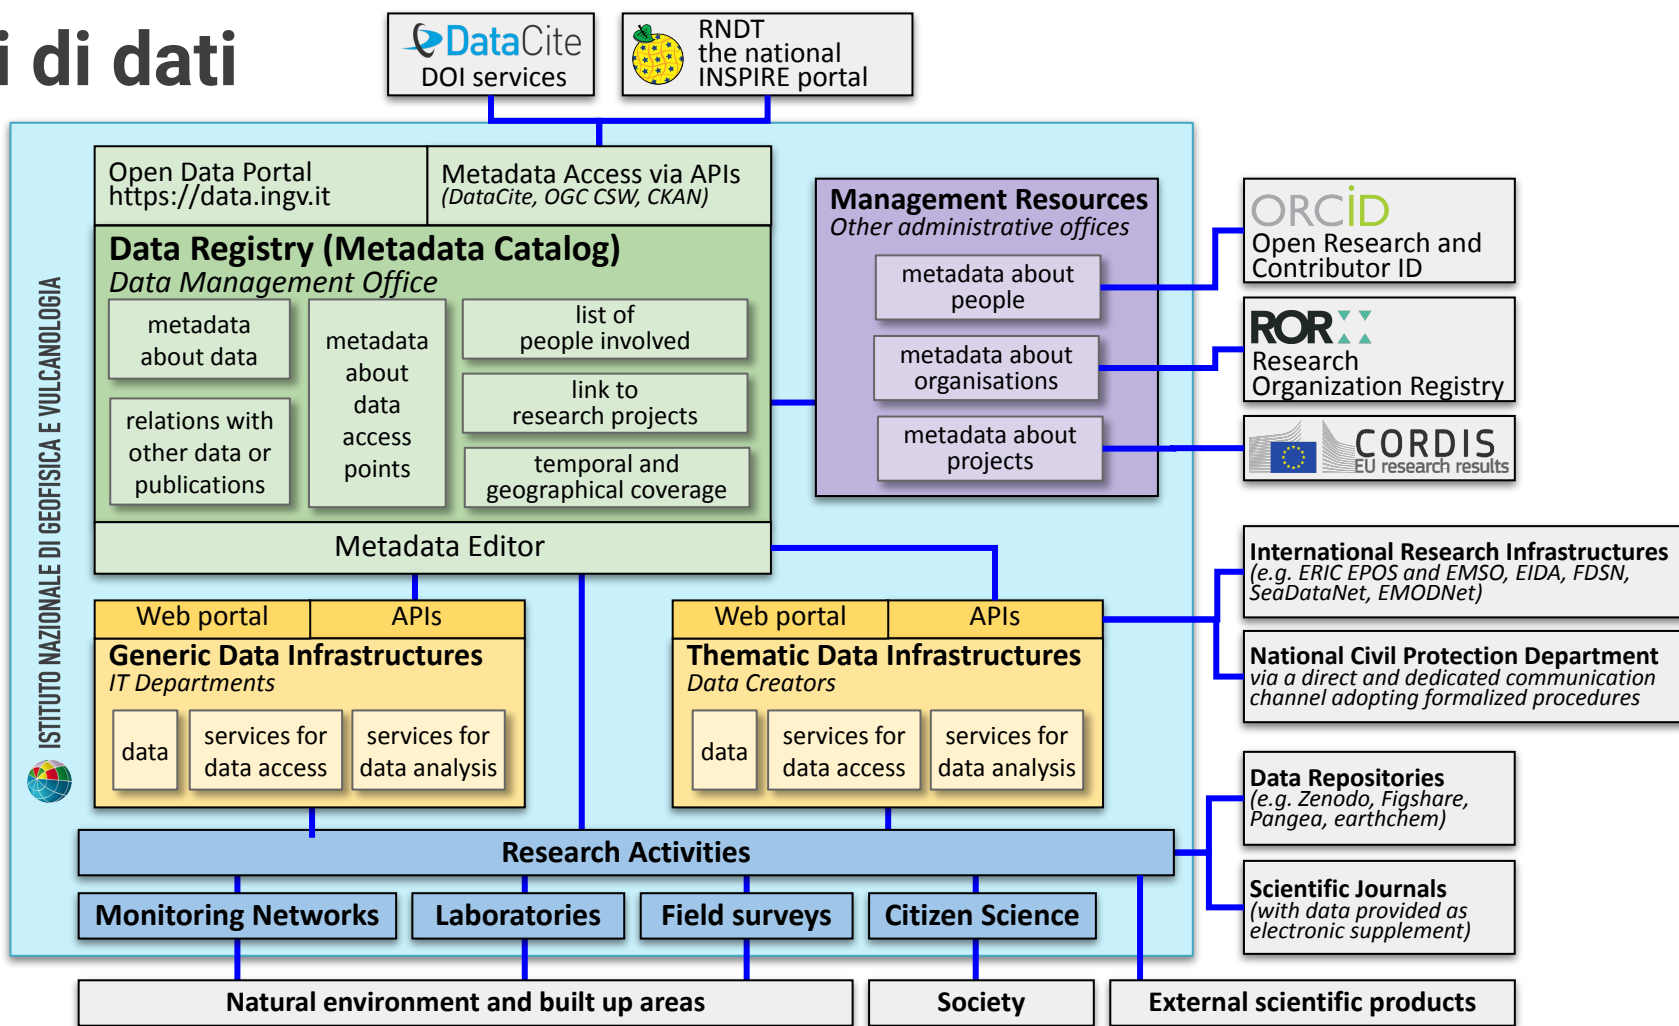 i di dati
DataCite
DOI services
RNDT
the national
INSPIRE portal
ISTITUTO NAZIONALE DI GEOFISICA E VULCANOLOGIA
Open Data Portal
https://data.ingv.it
Metadata Access via APIs
(DataCite, OGC CSW, CKAN)
Data Registry (Metadata Catalog)
Data Management Office
metadata
about data
relations with
other data or
publications
metadata
about
data
access
points
list of
people involved
link to
research projects
temporal and
geographical coverage
Metadata Editor
Management Resources
Other administrative offices
metadata about
people
metadata about
organisations
metadata about
projects
ORCiD
Open Research and
Contributor ID
ROR
Research
Organization Registry
CORDIS
EU research results
Web portal
APIs
Generic Data Infrastructures
IT Departments
data
services for
data access
services for
data analysis
Web portal
APIs
Thematic Data Infrastructures
Data Creators
data
services for
data access
services for
data analysis
International Research Infrastructures
(e.g. ERIC EPOS and EMSO, EIDA, FDSN,
SeaDataNet, EMODNet)
National Civil Protection Department
via a direct and dedicated communication
channel adopting formalized procedures
Data Repositories
(e.g. Zenodo, Figshare,
Pangea, earthchem)
Scientific Journals
(with data provided as
electronic supplement)
Research Activities
Monitoring Networks
Laboratories
Field surveys
Citizen Science
Natural environment and built up areas
Society
External scientific products